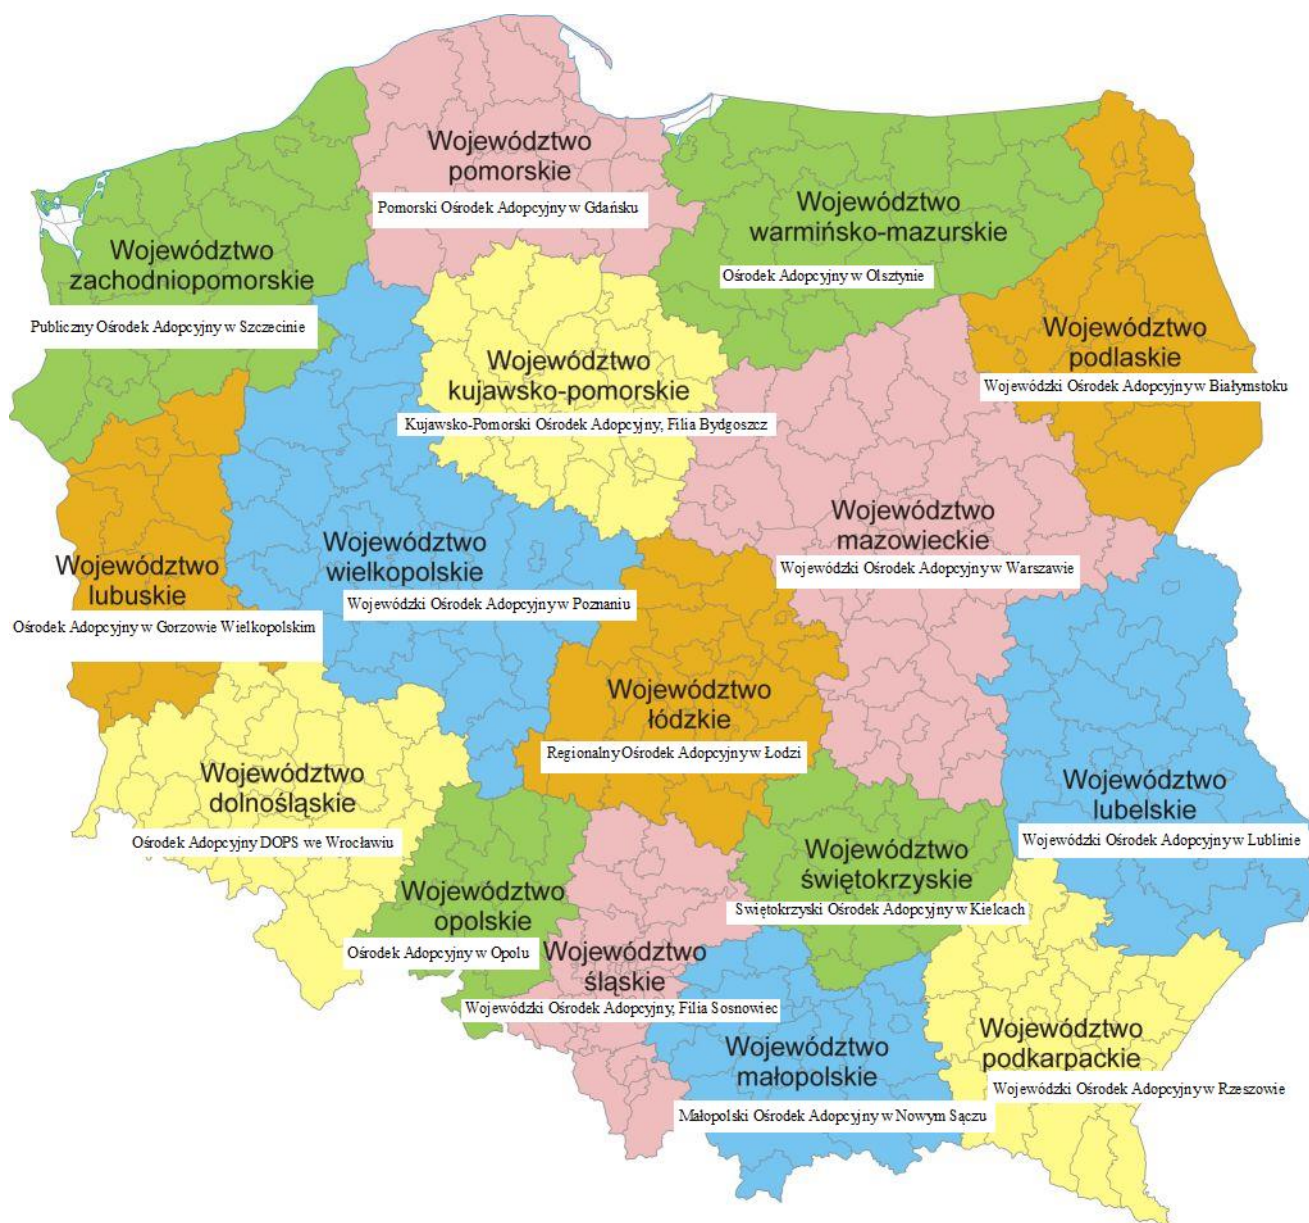 Województwo
pomorskie
Pomorski Ośrodek Adopcyjny w Gdańsku
Województwo
warmińsko-mazurskie
Ośrodek Adopcyjny w Olsztynie
Województwo
zachodniopomorskie
Publiczny Ośrodek Adopcyjny w Szczecinie
Województwo
podlaskie
Wojewódzki Ośrodek Adopcyjny w Białymstoku
Województwo
kujawsko-pomorskie
Kujawsko-Pomorski Ośrodek Adopcyjny, Filia Bydgoszcz
Województwo
mazowieckie
Wojewódzki Ośrodek Adopcyjny w Warszawie
Województwo
wielkopolskie
Wojewódzki Ośrodek Adopcyjny w Poznaniu
Województwo
lubuskie
Ośrodek Adopcyjny w Gorzowie Wielkopolskim
Województwo
łódzkie
Regionalny Ośrodek Adopcyjny w Łodzi
Województwo
dolnośląskie
Ośrodek Adopcyjny DOPS we Wrocławiu
Województwo
lubelskie
Wojewódzki Ośrodek Adopcyjny w Lublinie
Województwo
świętokrzyskie
Swiętokrzyski Ośrodek Adopcyjny w Kielcach
Województwo
opolskie
Ośrodek Adopcyjny w Opolu
Województwo
śląskie
Wojewódzki Ośrodek Adopcyjny, Filia Sosnowiec
Województwo
podkarpackie
Wojewódzki Ośrodek Adopcyjny w Rzeszowie
Województwo
małopolskie
Małopolski Ośrodek Adopcyjny w Nowym Sączu